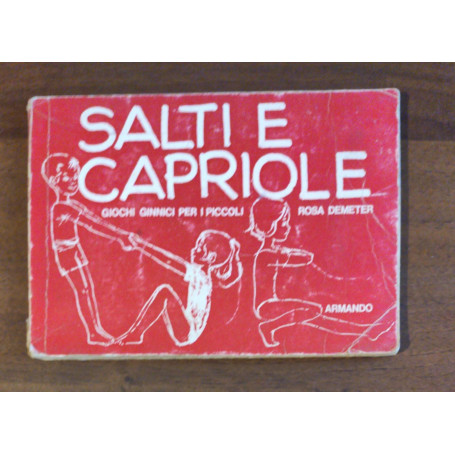 SALTI E
CAPRIOLE
GIOCHI GINNICI PER I PICCOLI ROSA DEMETER
ARMANDO